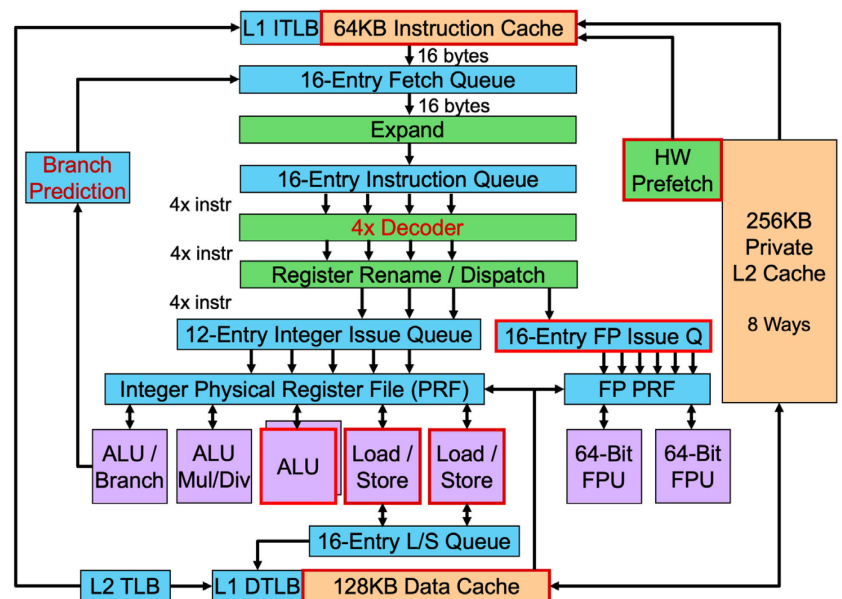 L1 ITLB
64KB Instruction Cache
16 bytes
16-Entry Fetch Queue
16 bytes
Expand
Branch
Prediction
HW
Prefetch
16-Entry Instruction Queue
4x instr
4x Decoder
4x instr
Register Rename / Dispatch
4x instr
256KB
Private
L2 Cache
8 Ways
12-Entry Integer Issue Queue
16-Entry FP Issue Q
Integer Physical Register File (PRF)
FP PRF
ALU /
Branch
ALU
Mul/Div
ALU
Load /
Store
Load /
Store
64-Bit
FPU
64-Bit
FPU
16-Entry L/S Queue
L2 TLB
L1 DTLB
128KB Data Cache